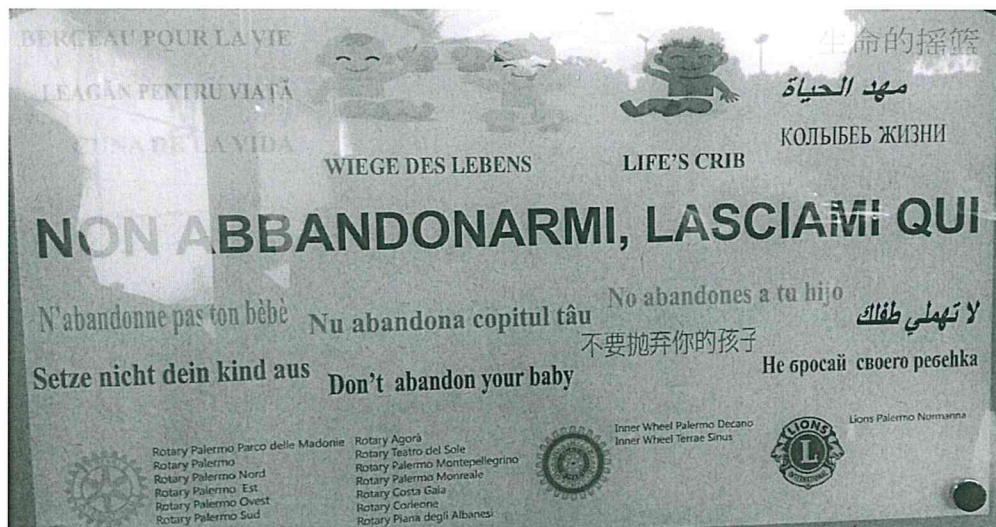 BERCEAU POUR LA VIE
LEAGĂN PENTRU VIAȚĂ
CUNA DE LA VIDA
WIEGE DES LEBENS
LIFE'S CRIB
生命的摇篮
مهد الحياة
КОЛЫБЕЬ ЖИЗНИ
NON ABBANDONARMI, LASCIAMI QUI
N'abandonne pas ton bèbè
Nu abandona copitul tâu
No abandones a tu hijo
لا تهملي طفلك
Setze nicht dein kind aus
Don't abandon your baby
不要抛弃你的孩子
Не бросай своего ребеhka
Rotary Palermo Parco delle Madonie
Rotary Palermo
Rotary Palermo Nord
Rotary Palermo Est
Rotary Palermo Ovest
Rotary Palermo Sud
Rotary Agorà
Rotary Teatro del Sole
Rotary Palermo Montepellegrino
Rotary Palermo Monreale
Rotary Costa Gaia
Rotary Corleone
Rotary Piana degli Albanesi
Inner Wheel Palermo Decano
Inner Wheel Terrae Sinus
LIONS
L
INTERNATIONAL
Lions Palermo Normanna